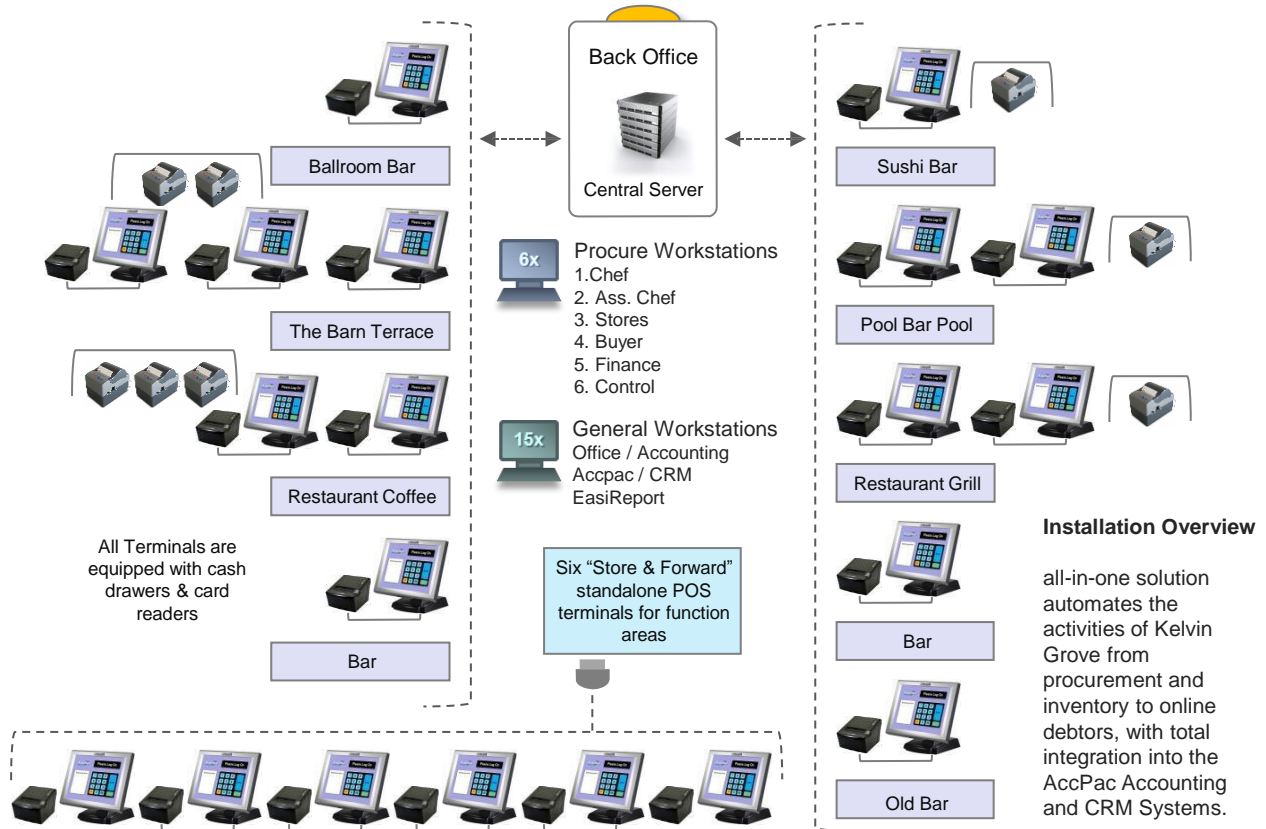 Back Office
Central Server
Ballroom Bar
The Barn Terrace
Restaurant Coffee
All Terminals are
equipped with cash
drawers & card
readers
Bar
6x
Procure Workstations
1.Chef
2. Ass. Chef
3. Stores
4. Buyer
5. Finance
6. Control
15x
General Workstations
Office / Accounting
Accpac / CRM
EasiReport
Six “Store & Forward”
standalone POS
terminals for function
areas
Sushi Bar
Pool Bar Pool
Restaurant Grill
Bar
Old Bar
Installation Overview
all-in-one solution
automates the
activities of Kelvin
Grove from
procurement and
inventory to online
debtors, with total
integration into the
AccPac Accounting
and CRM Systems.